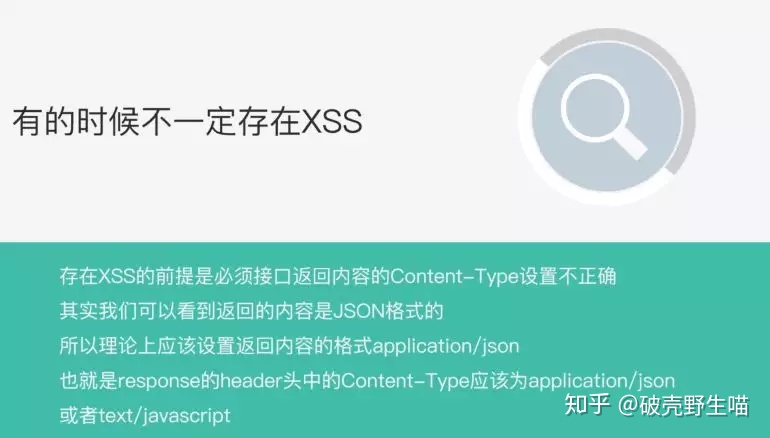 有的时候不一定存在XSS
存在XSS的前提是必须接口返回内容的Content-Type设置不正确
其实我们可以看到返回的内容是JSON格式的
所以理论上应该设置返回内容的格式application/json
也就是response的header头中的Content-Type应该为application/json
或者text/javascript
知乎 @破壳野生喵